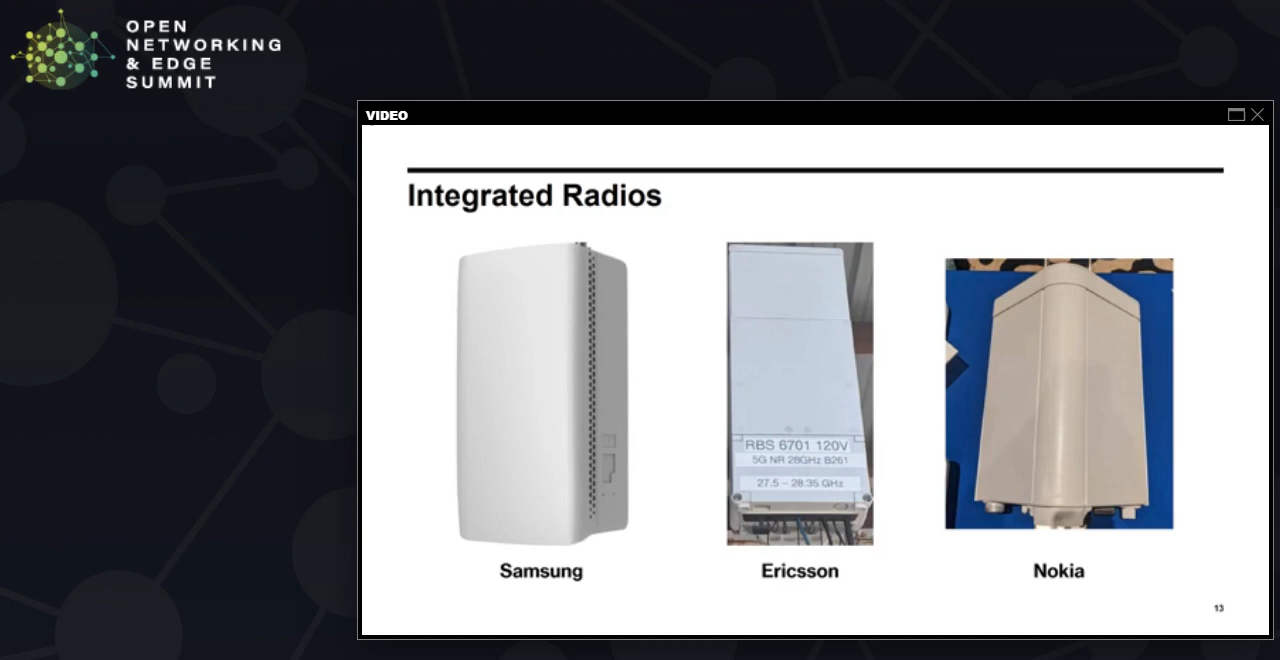 OPEN
NETWORKING
& EDGE
SUMMIT
VIDEO
Integrated Radios
RBS 6701 120V
5G NR 28GHz B261
27.5 – 28.35 GHz
Samsung
Ericsson
Nokia
13